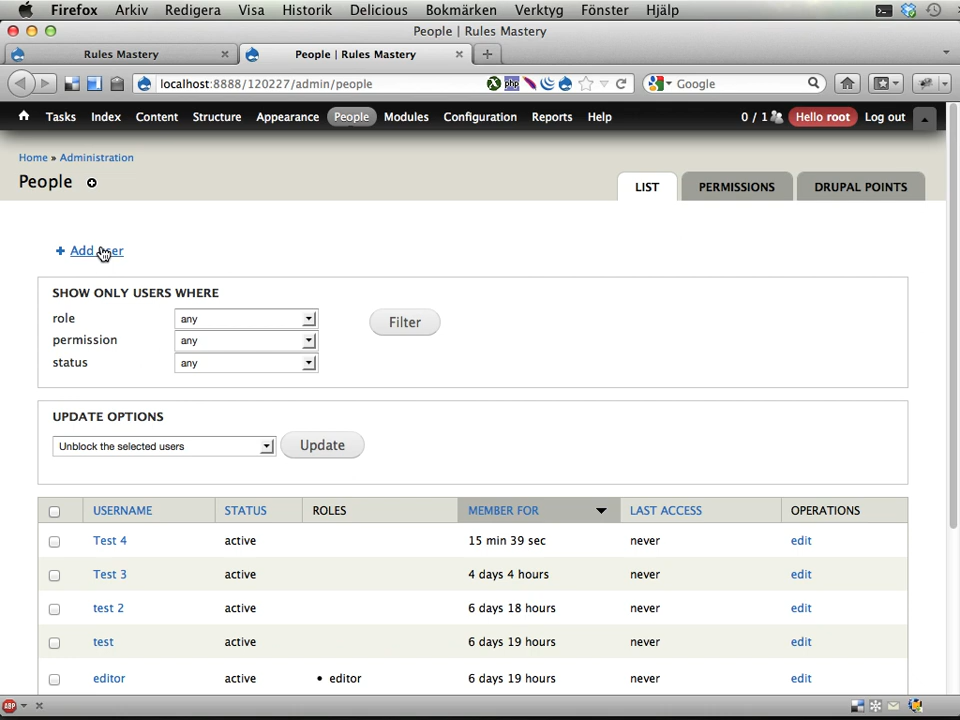 Firefox Arkiv Redigera Visa Historik Delicious Bokmärken Verktyg Fönster Hjälp
People | Rules Mastery
Rules Mastery People | Rules Mastery
localhost:8888/120227/admin/people php Google
Tasks Index Content Structure Appearance People Modules Configuration Reports Help 0 / 1 Hello root Log out
Home » Administration
People
LIST PERMISSIONS DRUPAL POINTS
Add user
SHOW ONLY USERS WHERE
role any
permission any
status any
Filter
UPDATE OPTIONS
Unblock the selected users Update
USERNAME STATUS ROLES MEMBER FOR LAST ACCESS OPERATIONS
Test 4 active 15 min 39 sec never edit
Test 3 active 4 days 4 hours never edit
test 2 active 6 days 18 hours never edit
test active 6 days 19 hours never edit
editor active • editor 6 days 19 hours never edit
ABP